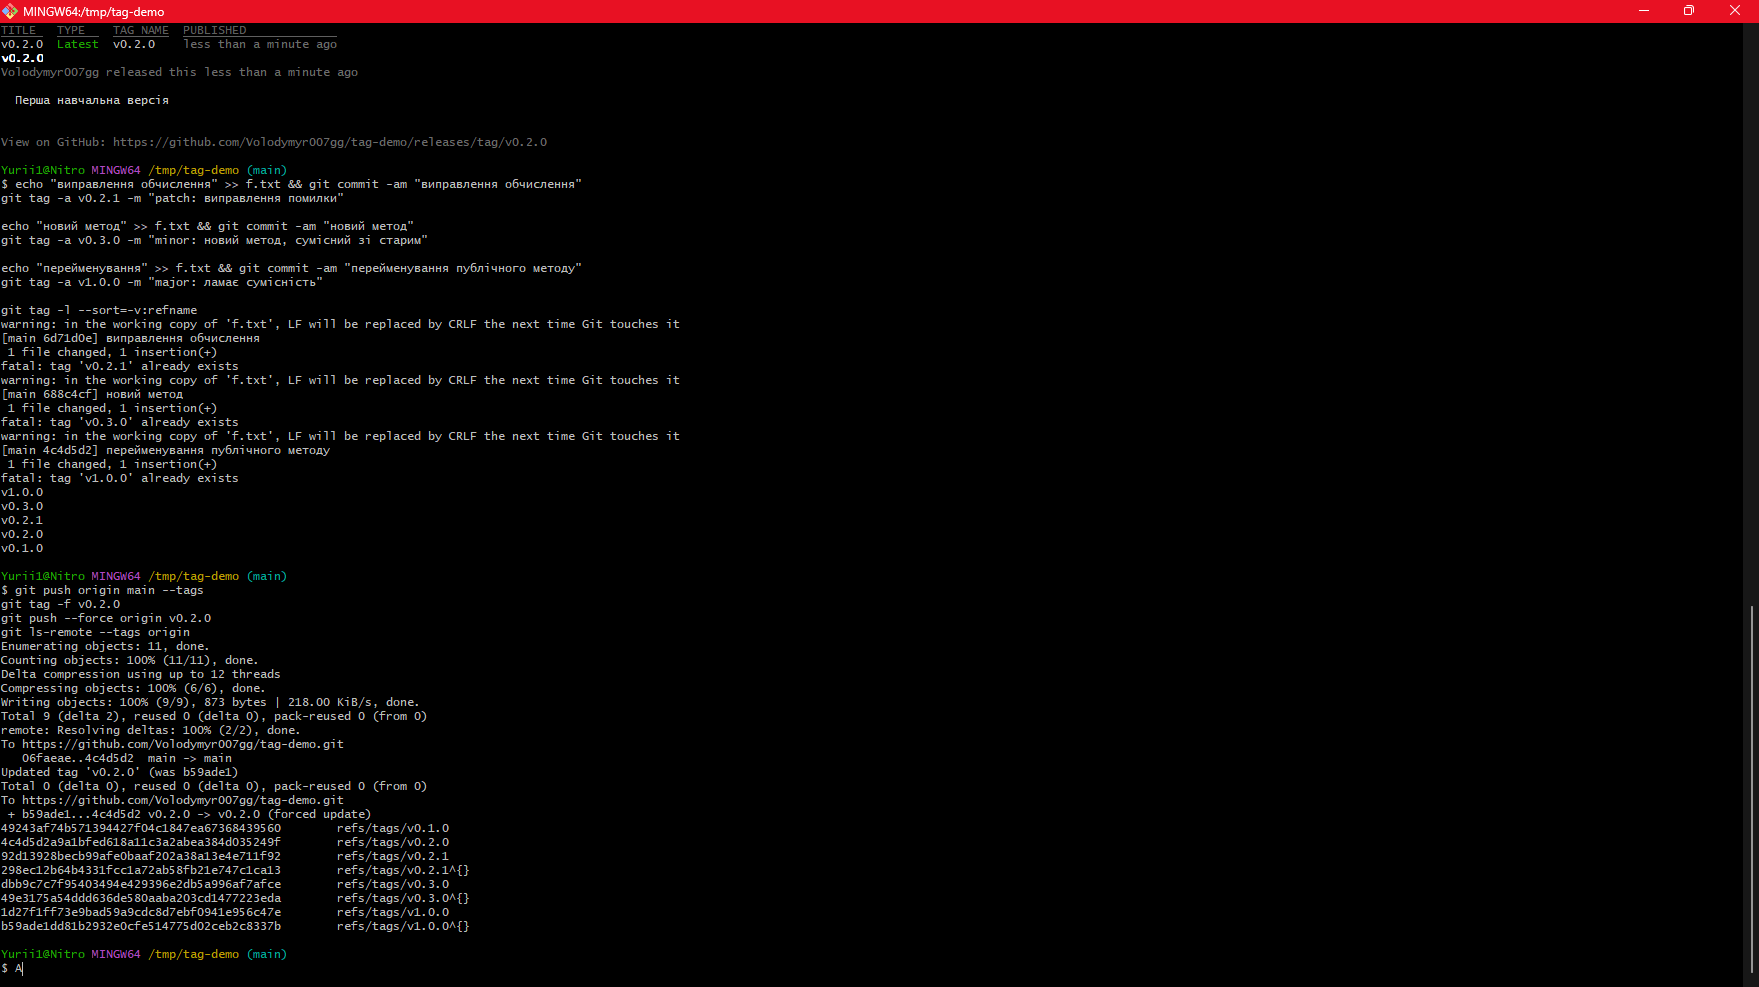 MINGW64:/tmp/tag-demo
TITLE   TYPE    TAG NAME  PUBLISHED
v0.2.0  Latest  v0.2.0    less than a minute ago
v0.2.0
Volodymyr007gg released this less than a minute ago
  Перша навчальна версія
View on GitHub: https://github.com/Volodymyr007gg/tag-demo/releases/tag/v0.2.0
Yurii1@Nitro MINGW64 /tmp/tag-demo (main)
$ echo "виправлення обчислення" >> f.txt && git commit -am "виправлення обчислення"
git tag -a v0.2.1 -m "patch: виправлення помилки"
echo "новий метод" >> f.txt && git commit -am "новий метод"
git tag -a v0.3.0 -m "minor: новий метод, сумісний зі старим"
echo "перейменування" >> f.txt && git commit -am "перейменування публічного методу"
git tag -a v1.0.0 -m "major: ламає сумісність"
git tag -l --sort=-v:refname
warning: in the working copy of 'f.txt', LF will be replaced by CRLF the next time Git touches it
[main 6d71d0e] виправлення обчислення
 1 file changed, 1 insertion(+)
fatal: tag 'v0.2.1' already exists
warning: in the working copy of 'f.txt', LF will be replaced by CRLF the next time Git touches it
[main 688c4cf] новий метод
 1 file changed, 1 insertion(+)
fatal: tag 'v0.3.0' already exists
warning: in the working copy of 'f.txt', LF will be replaced by CRLF the next time Git touches it
[main 4c4d5d2] перейменування публічного методу
 1 file changed, 1 insertion(+)
fatal: tag 'v1.0.0' already exists
v1.0.0
v0.3.0
v0.2.1
v0.2.0
v0.1.0
Yurii1@Nitro MINGW64 /tmp/tag-demo (main)
$ git push origin main --tags
git tag -f v0.2.0
git push --force origin v0.2.0
git ls-remote --tags origin
Enumerating objects: 11, done.
Counting objects: 100% (11/11), done.
Delta compression using up to 12 threads
Compressing objects: 100% (6/6), done.
Writing objects: 100% (9/9), 873 bytes | 218.00 KiB/s, done.
Total 9 (delta 2), reused 0 (delta 0), pack-reused 0 (from 0)
remote: Resolving deltas: 100% (2/2), done.
To https://github.com/Volodymyr007gg/tag-demo.git
   06faeae..4c4d5d2  main -> main
Updated tag 'v0.2.0' (was b59ade1)
Total 0 (delta 0), reused 0 (delta 0), pack-reused 0 (from 0)
To https://github.com/Volodymyr007gg/tag-demo.git
 + b59ade1...4c4d5d2 v0.2.0 -> v0.2.0 (forced update)
49243af74b571394427f04c1847ea67368439560        refs/tags/v0.1.0
4c4d5d2a9a1bfed618a11c3a2abea384d035249f        refs/tags/v0.2.0
92d13928becb99afe0baaf202a38a13e4e711f92        refs/tags/v0.2.1
298ec12b64b4331fcc1a72ab58fb21e747c1ca13        refs/tags/v0.2.1^{}
dbb9c7c7f95403494e429396e2db5a996af7afce        refs/tags/v0.3.0
49e3175a54ddd636de580aaba203cd1477223eda        refs/tags/v0.3.0^{}
1d27f1ff73e9bad59a9cdc8d7ebf0941e956c47e        refs/tags/v1.0.0
b59ade1dd81b2932e0cfe514775d02ceb2c8337b        refs/tags/v1.0.0^{}
Yurii1@Nitro MINGW64 /tmp/tag-demo (main)
$ A